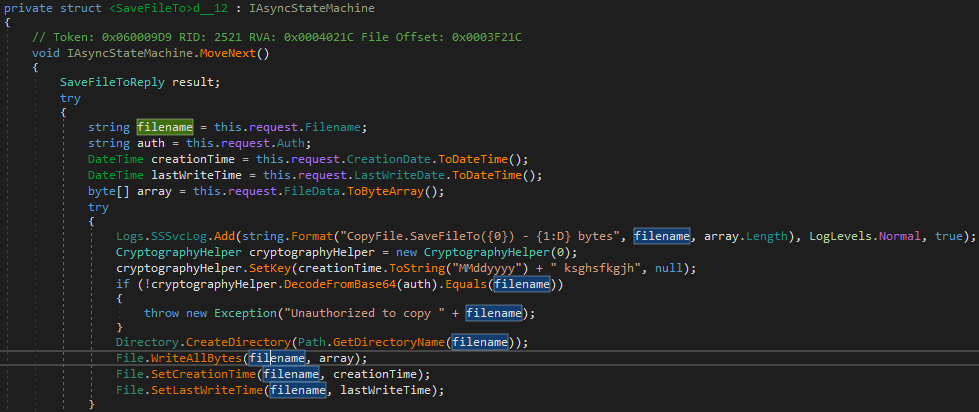 private struct <SaveFileTo>d__12 : IAsyncStateMachine
{
// Token: 0x060009D9 RID: 2521 RVA: 0x0004021C File Offset: 0x0003F21C
void IAsyncStateMachine.MoveNext()
{
SaveFileToReply result;
try
{
string filename = this.request.Filename;
string auth = this.request.Auth;
DateTime creationTime = this.request.CreationDate.ToDateTime();
DateTime lastWriteTime = this.request.LastWriteDate.ToDateTime();
byte[] array = this.request.FileData.ToByteArray();
try
{
Logs.SSSvcLog.Add(string.Format("CopyFile.SaveFileTo({0}) - {1:D} bytes", filename, array.Length), LogLevels.Normal, true);
CryptographyHelper cryptographyHelper = new CryptographyHelper(0);
cryptographyHelper.SetKey(creationTime.ToString("MMddyyyy") + " ksghsfkgjh", null);
if (!cryptographyHelper.DecodeFromBase64(auth).Equals(filename))
{
throw new Exception("Unauthorized to copy " + filename);
}
Directory.CreateDirectory(Path.GetDirectoryName(filename));
File.WriteAllBytes(filename, array);
File.SetCreationTime(filename, creationTime);
File.SetLastWriteTime(filename, lastWriteTime);
}